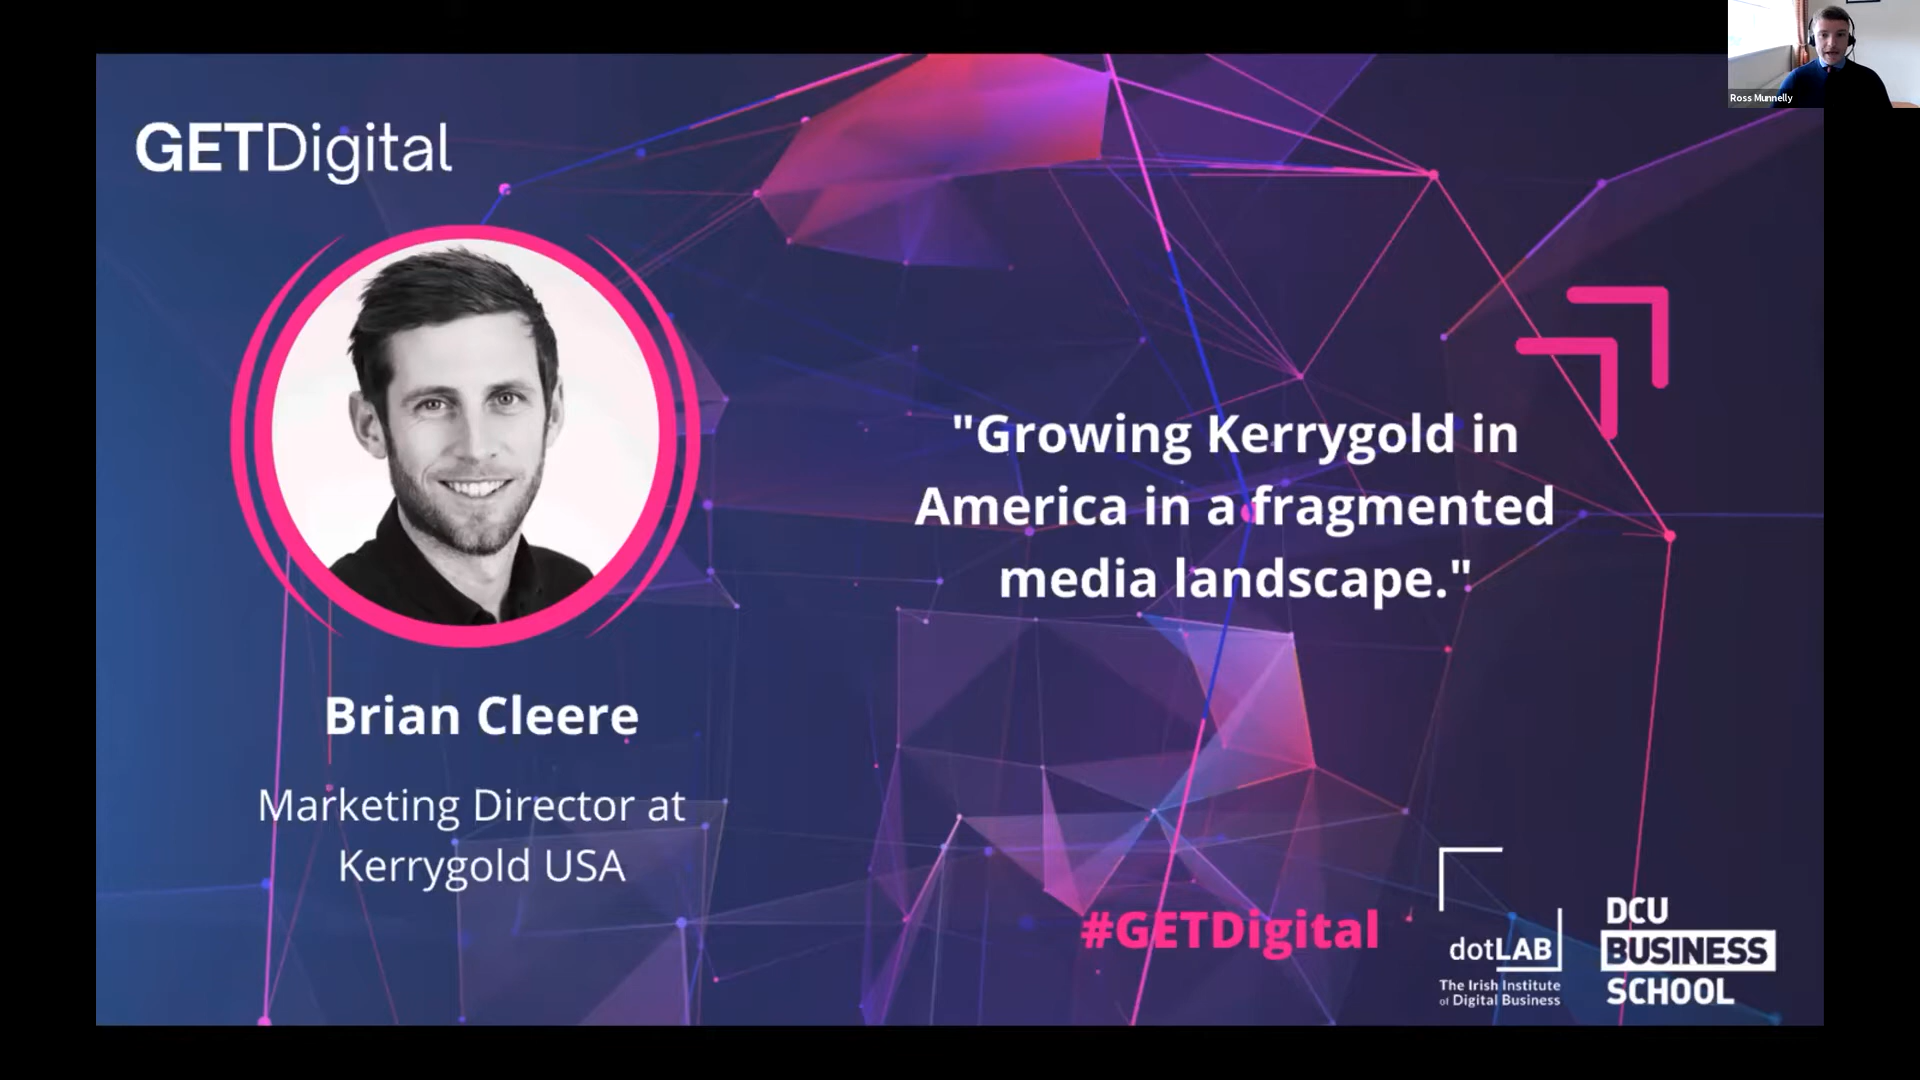 Ross Munnelly
GETDigital
"Growing Kerrygold in
America in a fragmented
media landscape."
Brian Cleere
Marketing Director at
Kerrygold USA
#GETDigital
dotLAB
The Irish Institute
of Digital Business
DCU
BUSINESS
SCHOOL